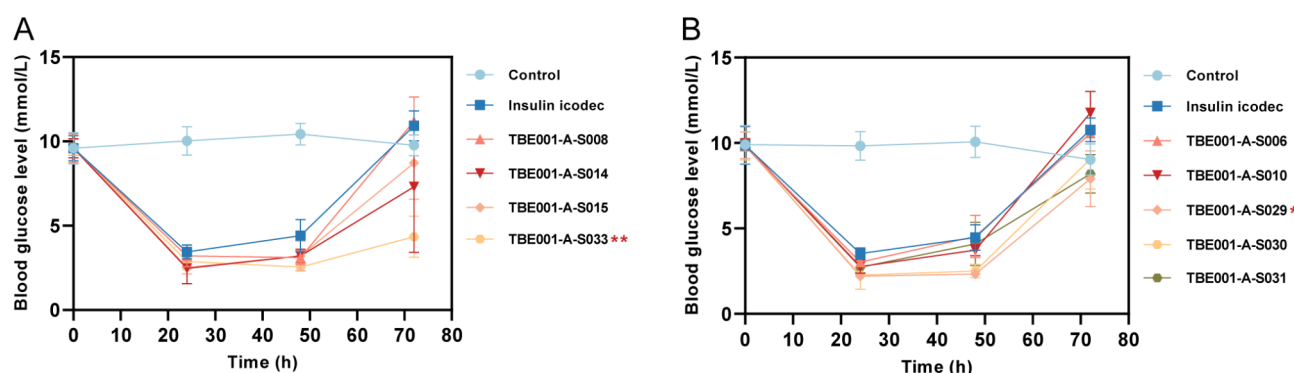 A
Blood glucose level (mmol/L)
15
10
5
0
0 10 20 30 40 50 60 70 80
Time (h)
Control
Insulin icodec
TBE001-A-S008
TBE001-A-S014
TBE001-A-S015
TBE001-A-S033**
B
Blood glucose level (mmol/L)
15
10
5
0
0 10 20 30 40 50 60 70 80
Time (h)
Control
Insulin icodec
TBE001-A-S006
TBE001-A-S010
TBE001-A-S029*
TBE001-A-S030
TBE001-A-S031